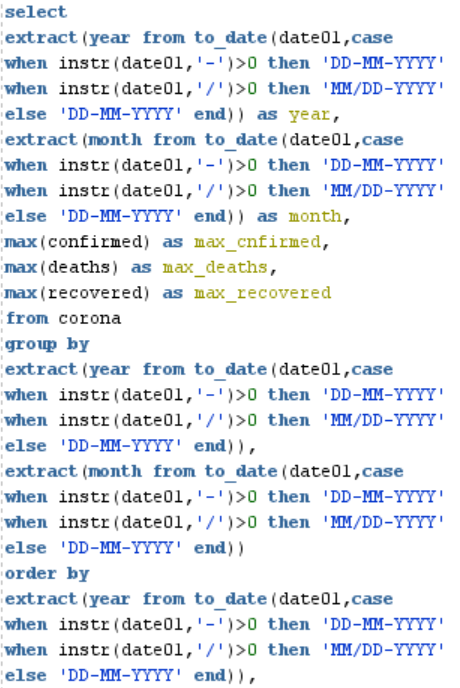 select
extract(year from to_date(date01,case
when instr(date01,'-')>0 then 'DD-MM-YYYY'
when instr(date01,'/')>0 then 'MM/DD-YYYY'
else 'DD-MM-YYYY' end)) as year,
extract(month from to_date(date01,case
when instr(date01,'-')>0 then 'DD-MM-YYYY'
when instr(date01,'/')>0 then 'MM/DD-YYYY'
else 'DD-MM-YYYY' end)) as month,
max(confirmed) as max_cnfirmed,
max(deaths) as max_deaths,
max(recovered) as max_recovered
from corona
group by
extract(year from to_date(date01,case
when instr(date01,'-')>0 then 'DD-MM-YYYY'
when instr(date01,'/')>0 then 'MM/DD-YYYY'
else 'DD-MM-YYYY' end)),
extract(month from to_date(date01,case
when instr(date01,'-')>0 then 'DD-MM-YYYY'
when instr(date01,'/')>0 then 'MM/DD-YYYY'
else 'DD-MM-YYYY' end))
order by
extract(year from to_date(date01,case
when instr(date01,'-')>0 then 'DD-MM-YYYY'
when instr(date01,'/')>0 then 'MM/DD-YYYY'
else 'DD-MM-YYYY' end)),